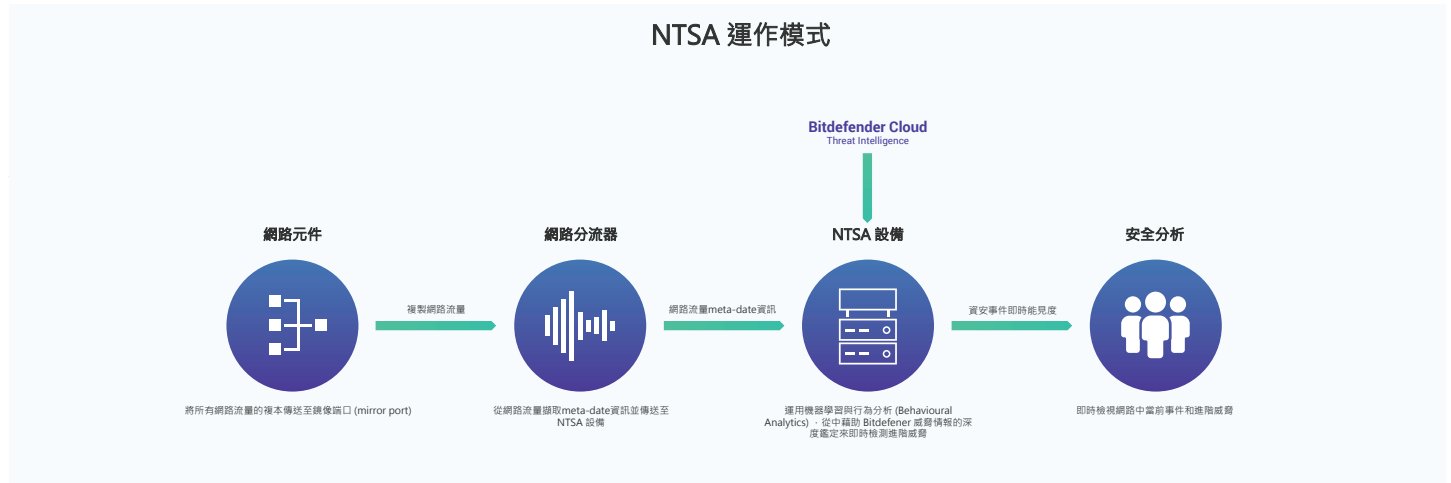 NTSA 運作模式
Bitdefender Cloud
Threat Intelligence
網路元件
網路分流器
NTSA 設備
安全分析
複製網路流量
網路流量meta-date資訊
資安事件即時能見度
將所有網路流量的複本傳送至鏡像端口 (mirror port)
從網路流量擷取meta-date資訊並傳送至
NTSA 設備
運用機器學習與行為分析 (Behavioural
Analytics) ，從中藉助 Bitdefener 威脅情報的深
度鑑定來即時檢測進階威脅
即時檢視網路中當前事件和進階威脅